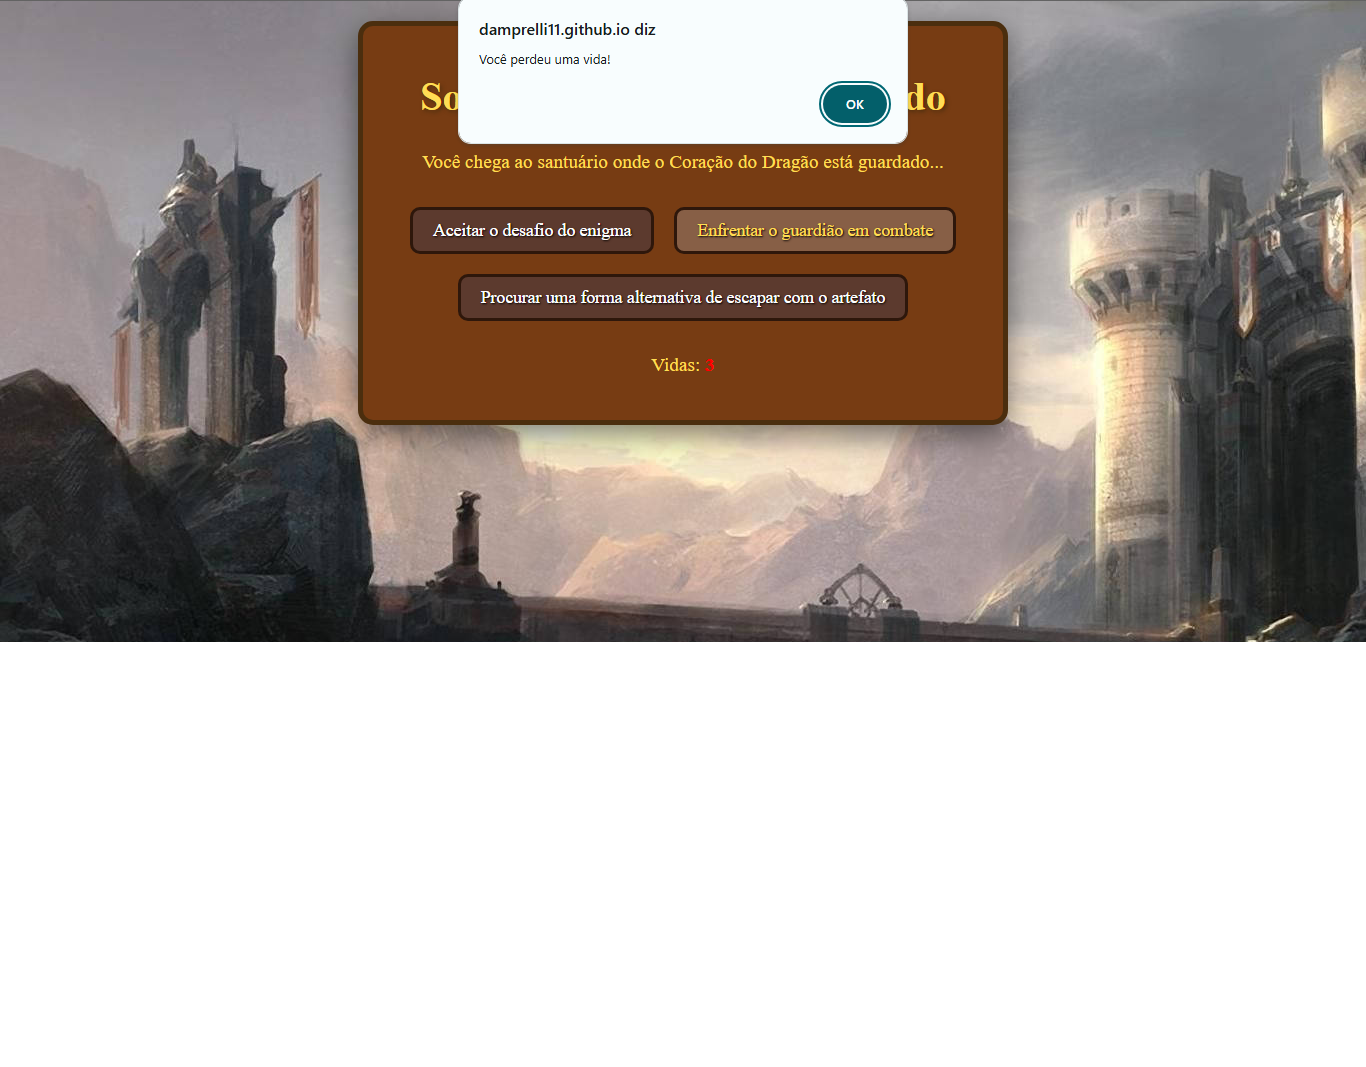 damprelli11.github.io diz
Você perdeu uma vida!
OK
So do
Você chega ao santuário onde o Coração do Dragão está guardado...
Aceitar o desafio do enigma
Enfrentar o guardião em combate
Procurar uma forma alternativa de escapar com o artefato
Vidas: 3